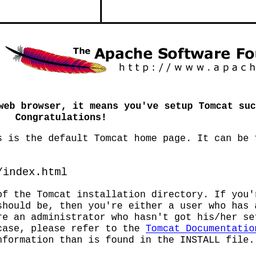 The Apache Software Fo
http://www.apac
web browser, it means you've setup Tomcat suc
Congratulations!
s is the default Tomcat home page. It can be
/index.html
of the Tomcat installation directory. If you'
should be, then you're either a user who has a
re an administrator who hasn't got his/her se
case, please refer to the Tomcat Documentation
nformation than is found in the INSTALL file.